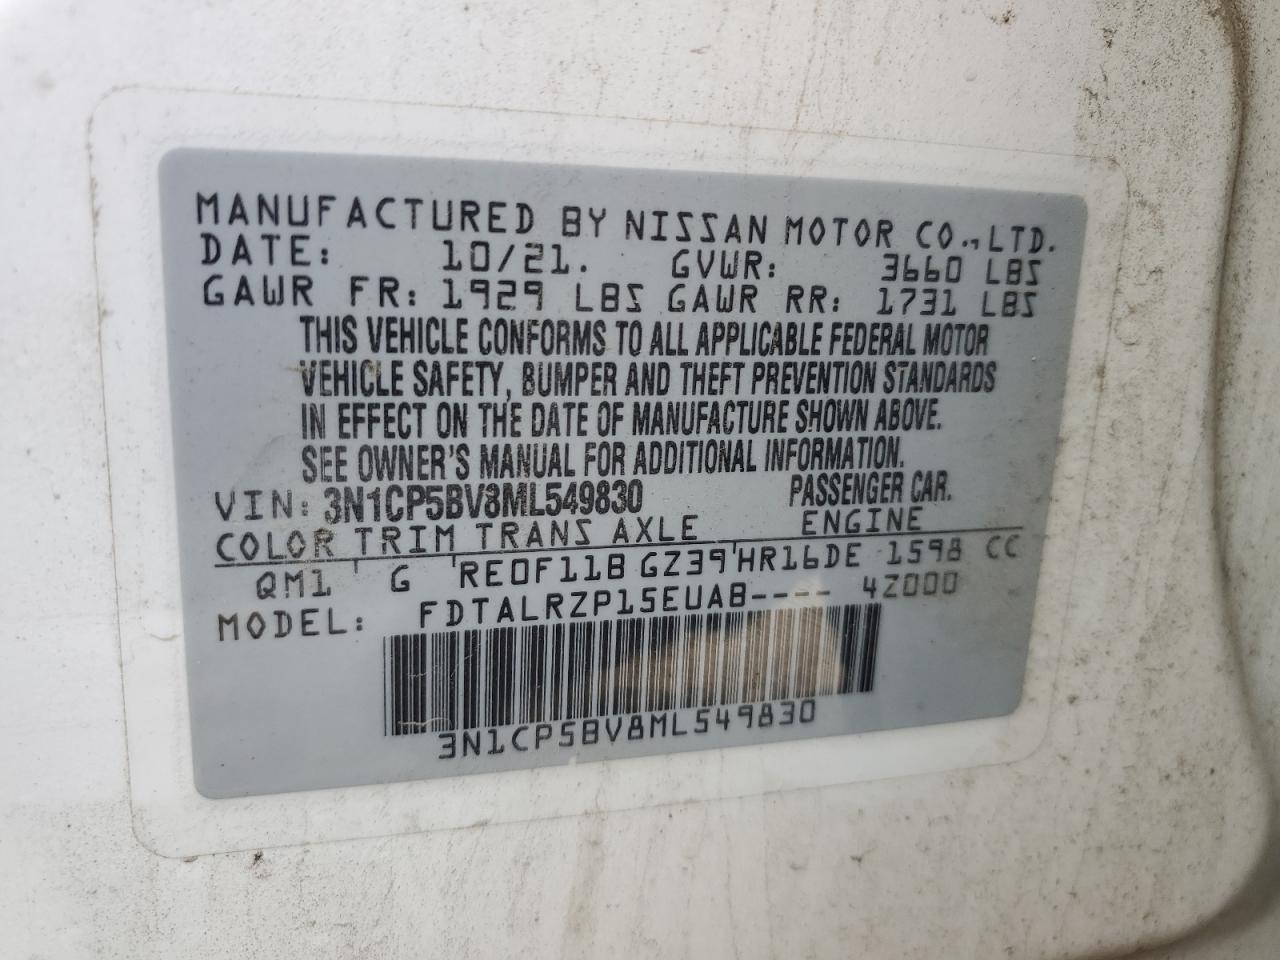 MANUFACTURED BY NISSAN MOTOR CO., LTD.
DATE: 10/21. GVWR: 3660 LBS
GAWR FR: 1929 LBS GAWR RR: 1731 LBS
THIS VEHICLE CONFORMS TO ALL APPLICABLE FEDERAL MOTOR
VEHICLE SAFETY, BUMPER AND THEFT PREVENTION STANDARDS
IN EFFECT ON THE DATE OF MANUFACTURE SHOWN ABOVE.
SEE OWNER'S MANUAL FOR ADDITIONAL INFORMATION.
VIN: 3N1CP5BV8ML549830 PASSENGER CAR.
COLOR TRIM TRANS AXLE ENGINE
QM1 G RE0F11B GZ39 HR16DE 1598 CC
MODEL: FDTALRZP15EUAB---- 4Z000
3N1CP5BV8ML549830